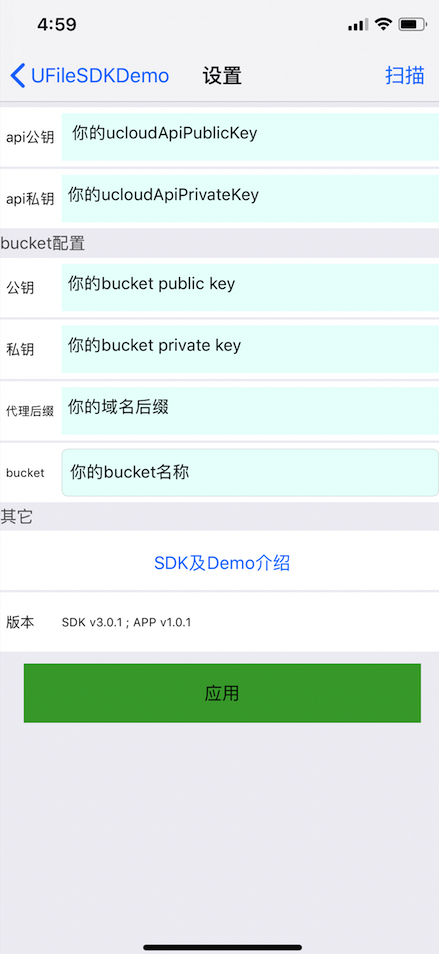 4:59
UFileSDKDemo 设置 扫描
api公钥 你的ucloudApiPublicKey
api私钥 你的ucloudApiPrivateKey
bucket配置
公钥 你的bucket public key
私钥 你的bucket private key
代理后缀 你的域名后缀
bucket 你的bucket名称
其它
SDK及Demo介绍
版本 SDK v3.0.1 ; APP v1.0.1
应用